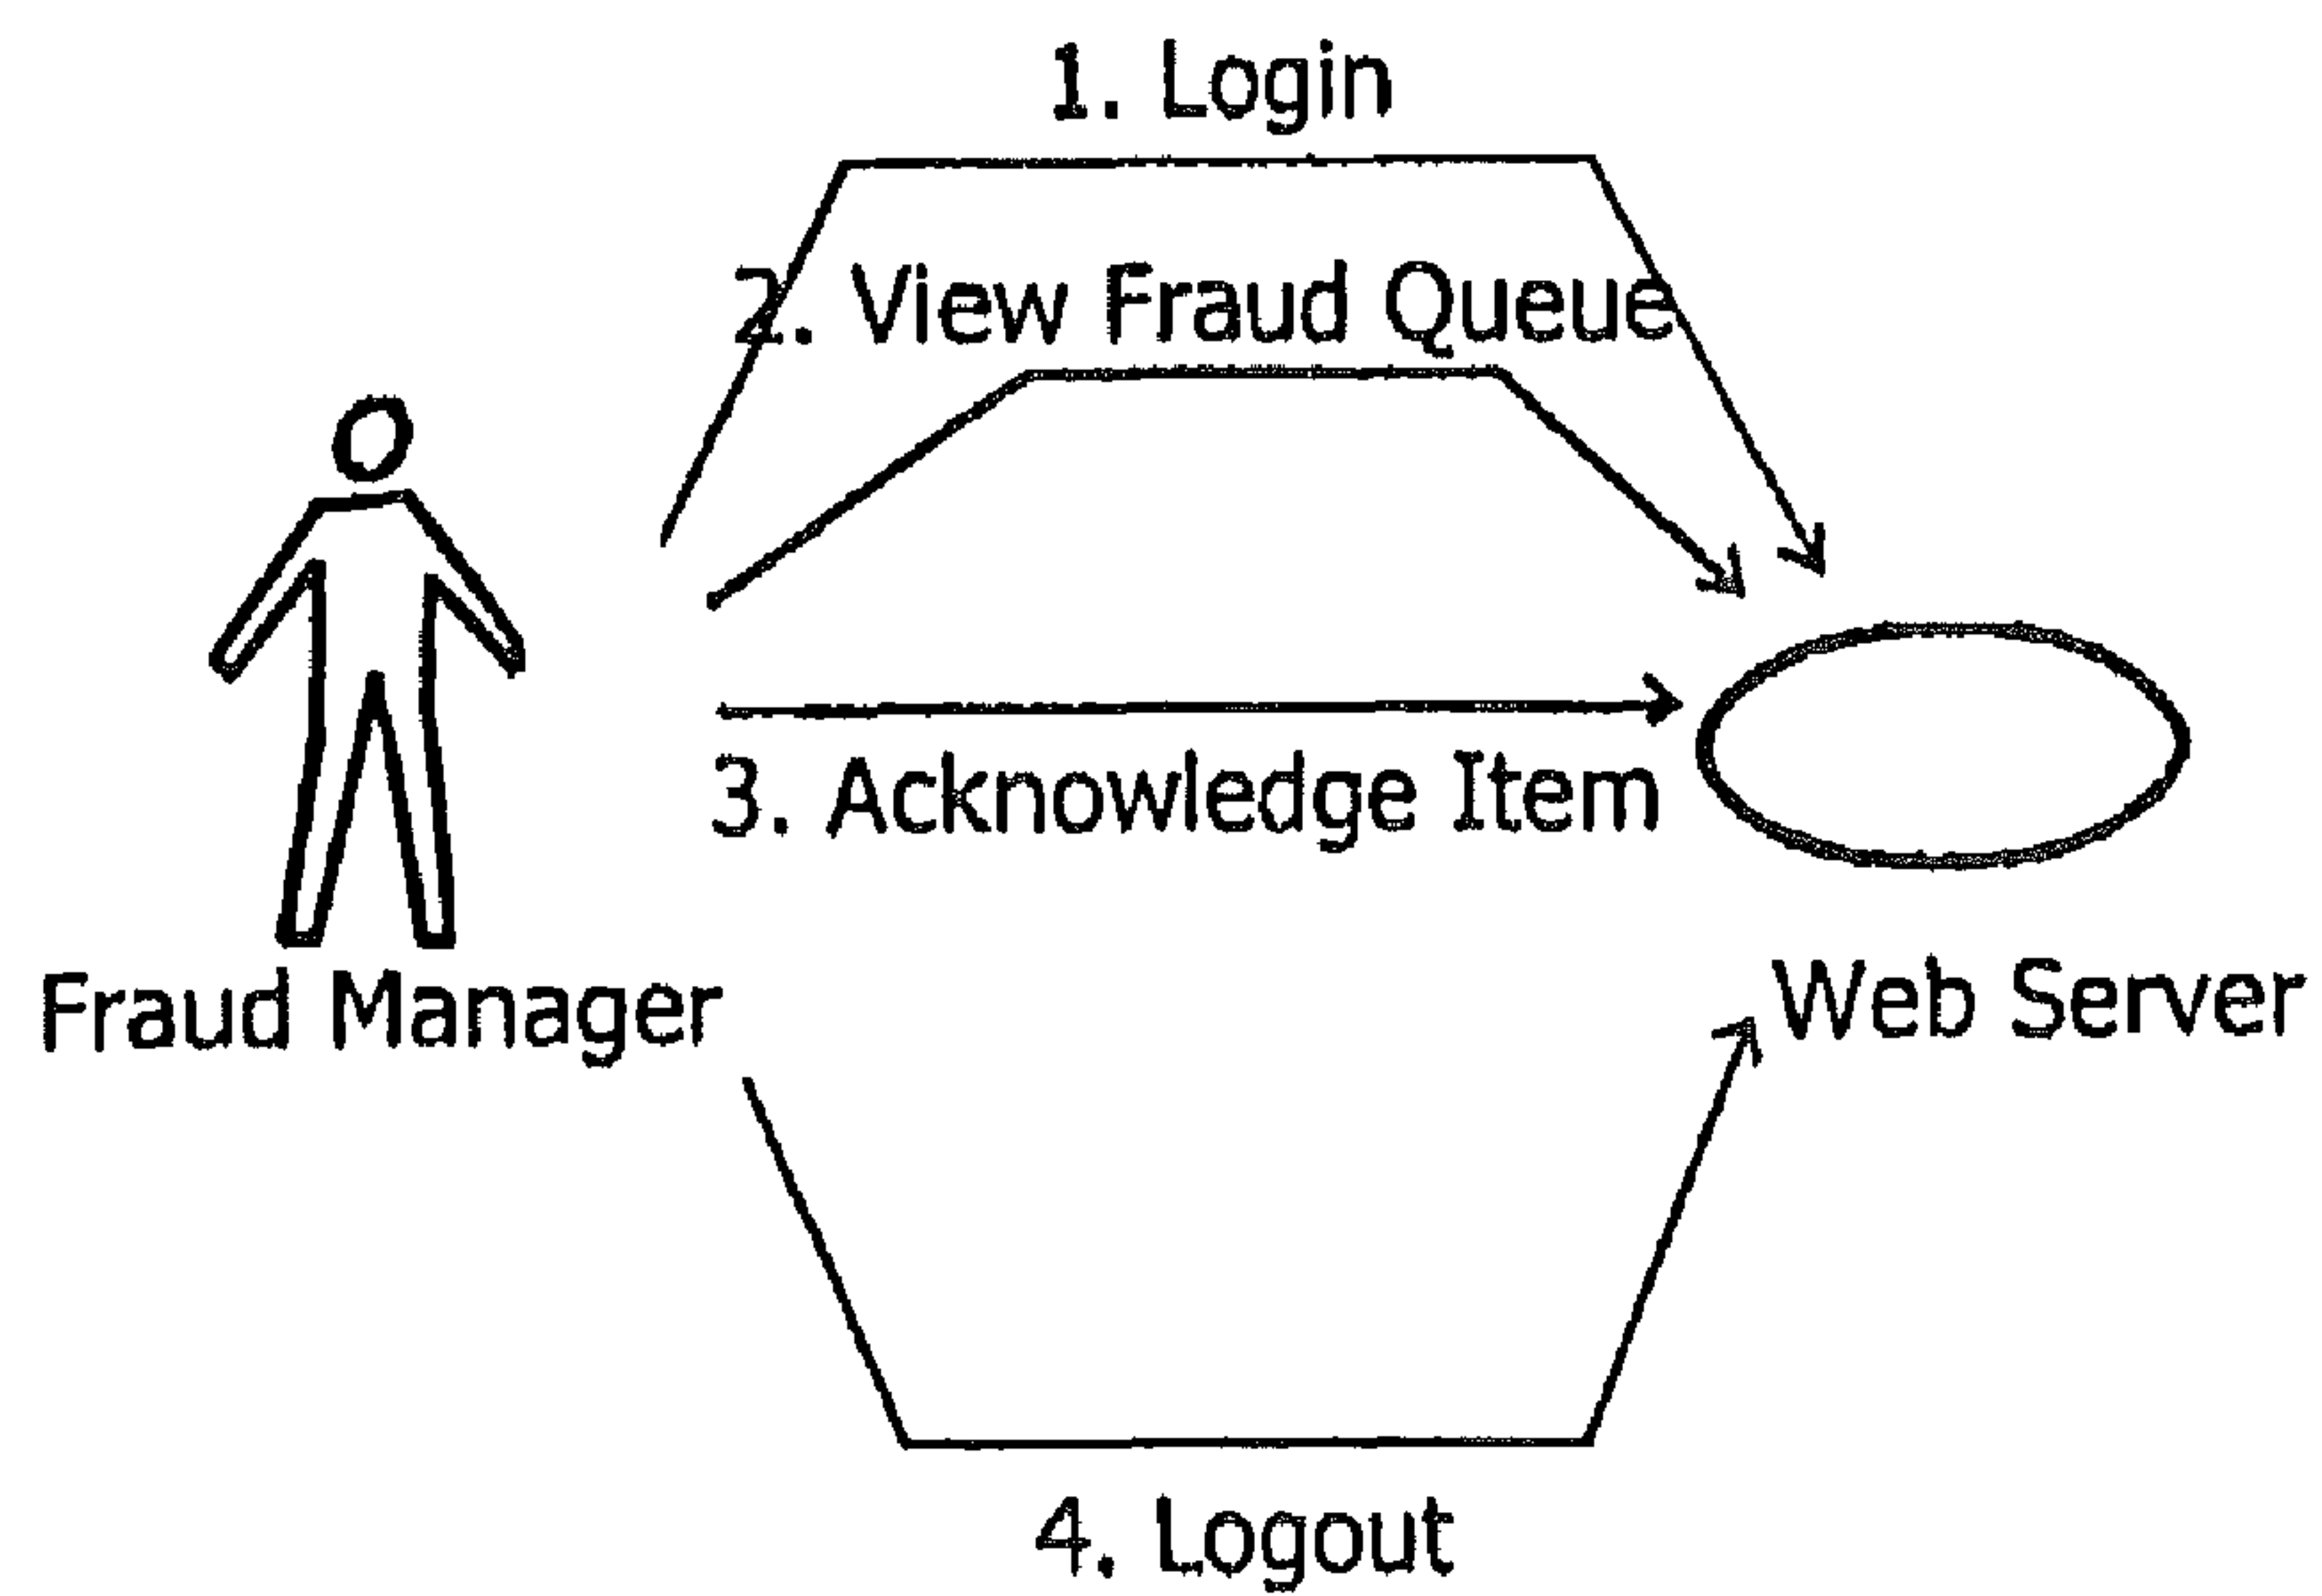 1. Login
2. View Fraud Queue
3. Acknowledge Item
Fraud Manager
Web Server
4. Logout